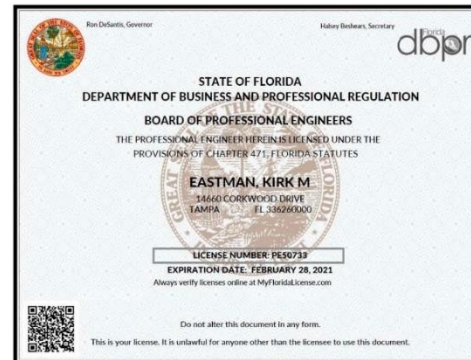 Ron DeSantis, Governor
Halsey Beshears, Secretary
Florida
dbpr
STATE OF FLORIDA
DEPARTMENT OF BUSINESS AND PROFESSIONAL REGULATION
BOARD OF PROFESSIONAL ENGINEERS
THE PROFESSIONAL ENGINEER HEREIN IS LICENSED UNDER THE
PROVISIONS OF CHAPTER 471, FLORIDA STATUTES
EASTMAN, KIRK M
14660 CORKWOOD DRIVE
TAMPA FL 336260000
LICENSE NUMBER: PE50733
EXPIRATION DATE: FEBRUARY 28, 2021
Always verify licenses online at MyFloridaLicense.com
Do not alter this document in any form.
This is your license. It is unlawful for anyone other than the licensee to use this document.